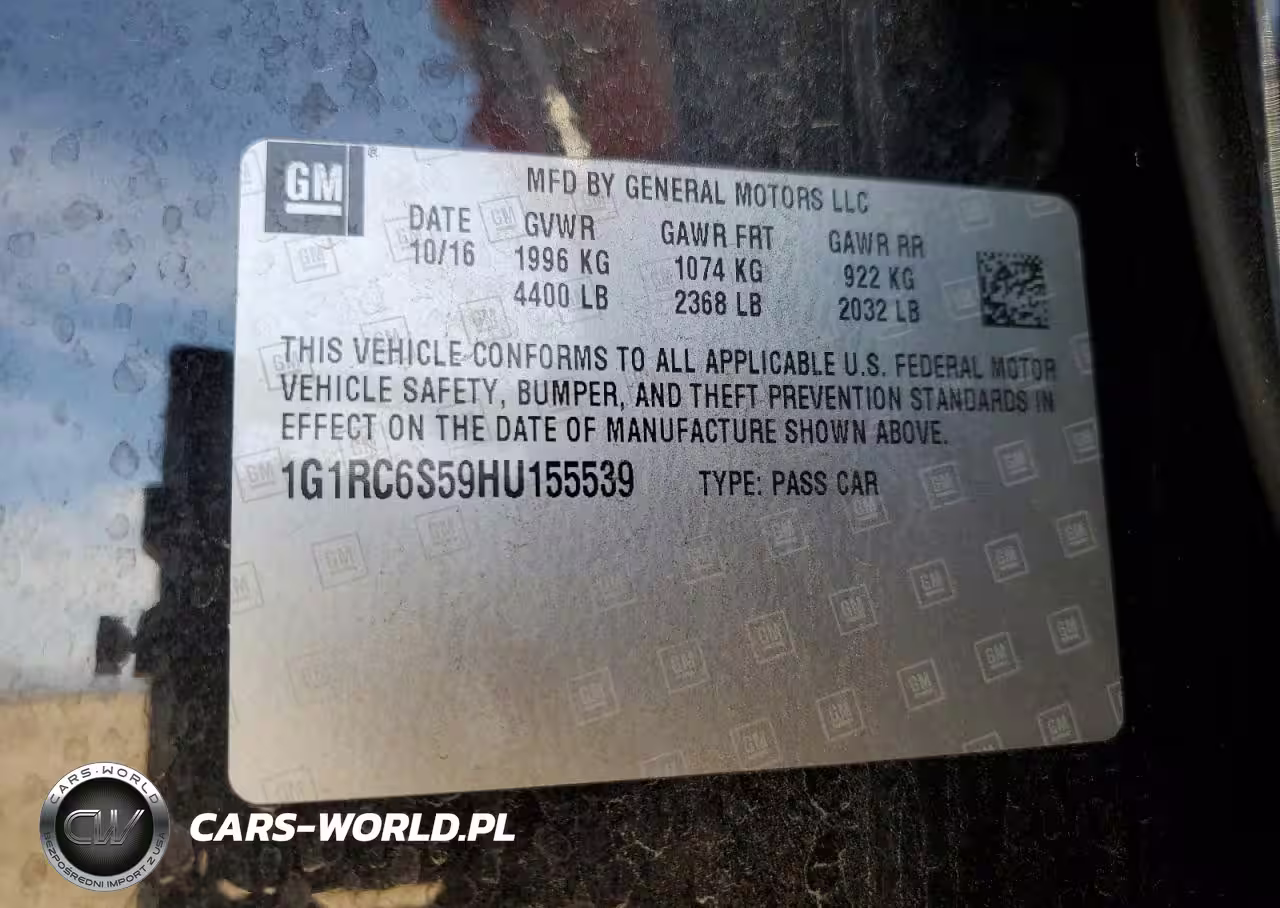 GM
MFD BY GENERAL MOTORS LLC
DATE GVWR GAWR FRT GAWR RR
10/16 1996 KG 1074 KG 922 KG
4400 LB 2368 LB 2032 LB
THIS VEHICLE CONFORMS TO ALL APPLICABLE U.S. FEDERAL MOTOR
VEHICLE SAFETY, BUMPER, AND THEFT PREVENTION STANDARDS IN
EFFECT ON THE DATE OF MANUFACTURE SHOWN ABOVE.
1G1RC6S59HU155539 TYPE: PASS CAR
CARS-WORLD
CW
BEZPOŚREDNI IMPORT Z USA
CARS-WORLD.PL